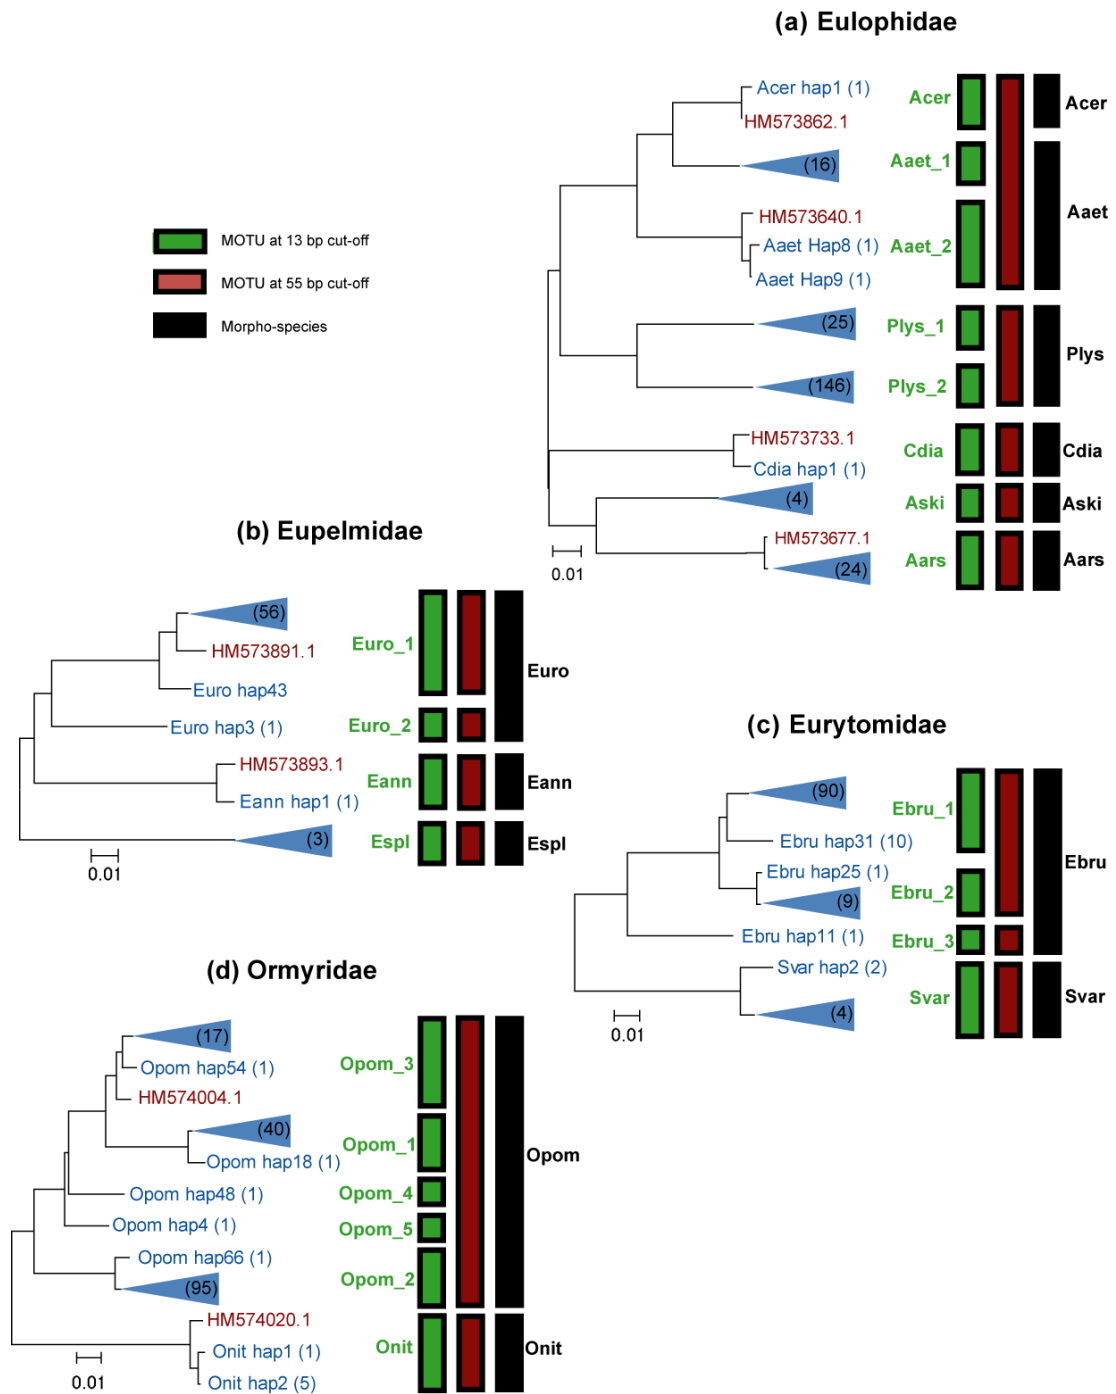 (a) Eulophidae
Acer hap1 (1)
HM573862.1
Acer
Acer
(16)
Aaet_1
Aaet
HM573640.1
Aaet Hap8 (1)
Aaet_2
Aaet Hap9 (1)
(25)
Plys_1
Plys
(146)
Plys_2
HM573733.1
Cdia
Cdia
Cdia hap1 (1)
(4)
Aski
Aski
HM573677.1
Aars
Aars
(24)
0.01
MOTU at 13 bp cut-off
MOTU at 55 bp cut-off
Morpho-species
(b) Eupelmidae
(56)
Euro_1
HM573891.1
Euro
Euro hap43
Euro hap3 (1)
Euro_2
HM573893.1
Eann
Eann
Eann hap1 (1)
(3)
Espl
Espl
0.01
(c) Eurytomidae
(90)
Ebru_1
Ebru hap31 (10)
Ebru
Ebru hap25 (1)
Ebru_2
(9)
Ebru hap11 (1)
Ebru_3
Svar hap2 (2)
Svar
Svar
(4)
0.01
(d) Ormyridae
(17)
Opom_3
Opom hap54 (1)
HM574004.1
(40)
Opom_1
Opom
Opom hap18 (1)
Opom hap48 (1)
Opom_4
Opom hap4 (1)
Opom_5
Opom hap66 (1)
Opom_2
(95)
HM574020.1
Onit
Onit
Onit hap1 (1)
Onit hap2 (5)
0.01